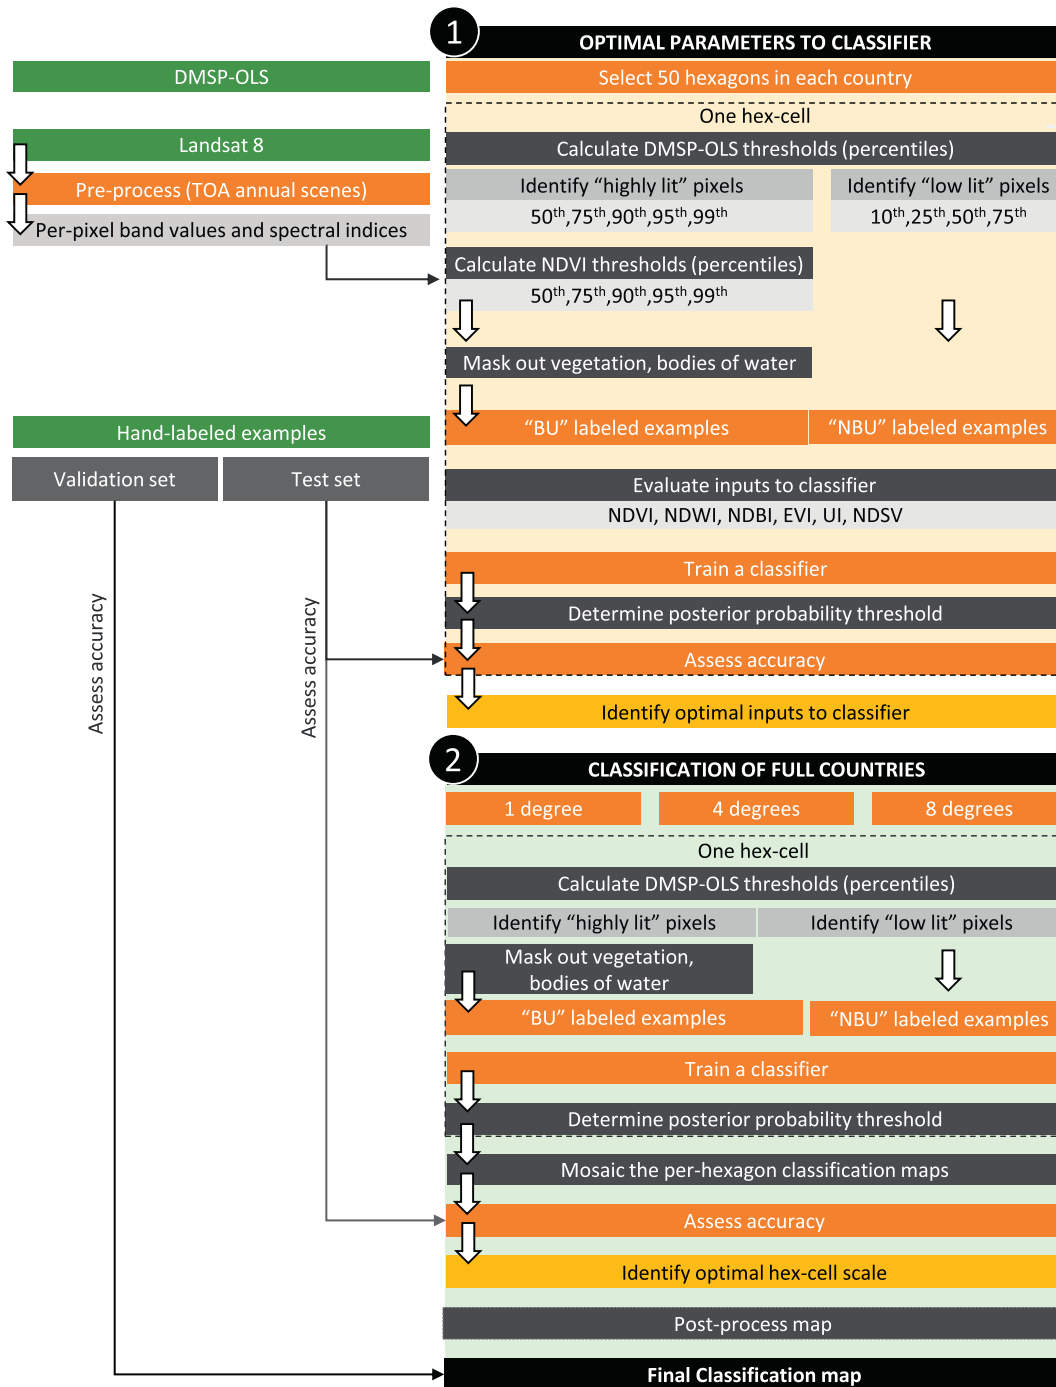 DMSP-OLS
Landsat 8
Pre-process (TOA annual scenes)
Per-pixel band values and spectral indices
Hand-labeled examples
Validation set
Test set
Assess accuracy
Assess accuracy
1
OPTIMAL PARAMETERS TO CLASSIFIER
Select 50 hexagons in each country
One hex-cell
Calculate DMSP-OLS thresholds (percentiles)
Identify “highly lit” pixels
50th,75th,90th,95th,99th
Identify “low lit” pixels
10th,25th,50th,75th
Calculate NDVI thresholds (percentiles)
50th,75th,90th,95th,99th
Mask out vegetation, bodies of water
“BU” labeled examples
“NBU” labeled examples
Evaluate inputs to classifier
NDVI, NDWI, NDBI, EVI, UI, NDSV
Train a classifier
Determine posterior probability threshold
Assess accuracy
Identify optimal inputs to classifier
2
CLASSIFICATION OF FULL COUNTRIES
1 degree
4 degrees
8 degrees
One hex-cell
Calculate DMSP-OLS thresholds (percentiles)
Identify “highly lit” pixels
Identify “low lit” pixels
Mask out vegetation,
bodies of water
“BU” labeled examples
“NBU” labeled examples
Train a classifier
Determine posterior probability threshold
Mosaic the per-hexagon classification maps
Assess accuracy
Identify optimal hex-cell scale
Post-process map
Final Classification map